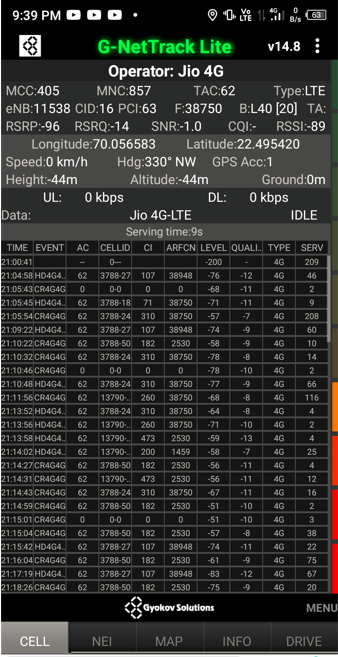 9:39 PM
Vo LTE 4G 0 B/s 63
G-NetTrack Lite v14.8
Operator: Jio 4G
MCC:405 MNC:857 TAC:62 Type:LTE
eNB:11538 CID:16 PCI:63 F:38750 B:L40 [20] TA:
RSRP:-96 RSRQ:-14 SNR:-1.0 CQI:- RSSI:-89
Longitude:70.056583 Latitude:22.495420
Speed:0 km/h Hdg:330° NW GPS Acc:1
Height:-44m Altitude:-44m Ground:0m
UL: 0 kbps DL: 0 kbps
Data: Jio 4G-LTE IDLE
Serving time:9s
TIME EVENT AC CELLID CI ARFCN LEVEL QUALI.. TYPE SERV
21:00:41 -- 0--- -200 - 4G 209
21:04:58 HD4G4.. 62 3788-27 107 38948 -76 -12 4G 46
21:05:43 CR4G4G 0 0-0 0 0 -68 -11 4G 2
21:05:45 HD4G4.. 62 3788-18 71 38750 -71 -11 4G 9
21:05:54 CR4G4G 62 3788-24 310 38750 -57 -7 4G 208
21:09:22 HD4G4.. 62 3788-27 107 38948 -74 -9 4G 60
21:10:22 CR4G4G 62 3788-50 182 2530 -58 -9 4G 10
21:10:32 CR4G4G 62 3788-24 310 38750 -78 -8 4G 14
21:10:46 CR4G4G 0 0-0 0 0 -78 -10 4G 2
21:10:48 HD4G4.. 62 3788-24 310 38750 -77 -9 4G 66
21:11:56 CR4G4G 62 13790-.. 260 38750 -68 -8 4G 116
21:13:52 HD4G4.. 62 3788-24 310 38750 -64 -8 4G 4
21:13:56 HD4G4.. 62 13790-.. 260 38750 -71 -10 4G 2
21:13:58 HD4G4.. 62 13790-.. 473 2530 -59 -13 4G 4
21:14:02 HD4G4.. 62 13790-.. 200 1459 -58 -7 4G 25
21:14:27 CR4G4G 62 3788-50 182 2530 -56 -11 4G 4
21:14:31 CR4G4G 62 13790-.. 473 2530 -56 -11 4G 12
21:14:43 CR4G4G 62 3788-24 310 38750 -67 -11 4G 16
21:14:59 CR4G4G 62 3788-50 182 2530 -51 -10 4G 2
21:15:01 CR4G4G 0 0-0 0 0 -51 -10 4G 3
21:15:04 CR4G4G 62 3788-50 182 2530 -57 -8 4G 38
21:15:42 HD4G4.. 62 3788-27 107 38948 -74 -11 4G 22
21:16:04 CR4G4G 62 3788-50 182 2530 -61 -9 4G 75
21:17:19 HD4G4.. 62 3788-27 107 38948 -83 -12 4G 67
21:18:26 CR4G4G 62 3788-50 182 2530 -75 -9 4G 20
Gyokov Solutions MENU
CELL NEI MAP INFO DRIVE